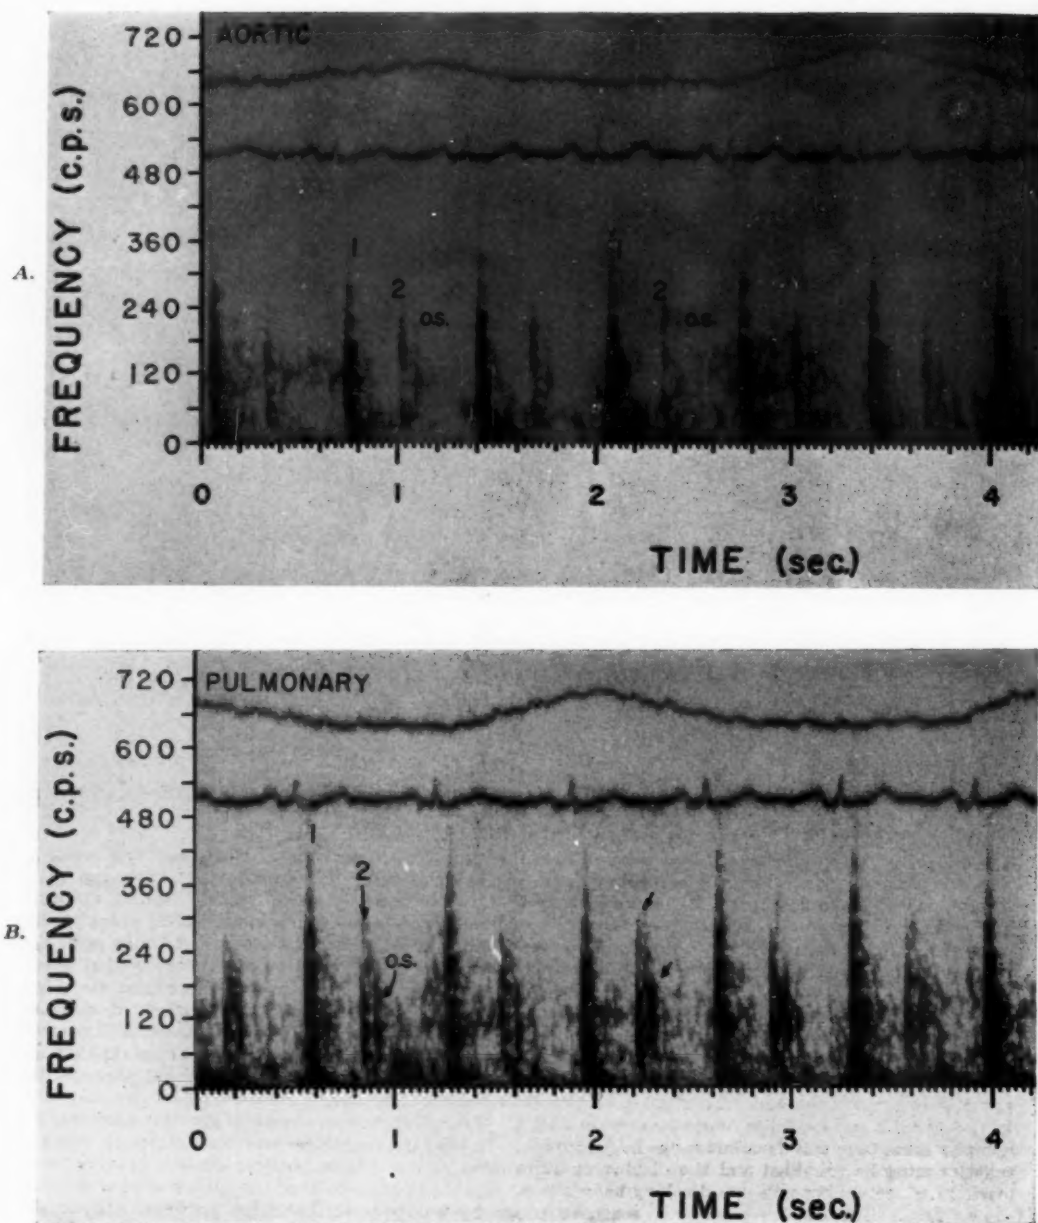 AORTIC
720
600
480
360
240
120
0
FREQUENCY (c.p.s.)
A.
1
2
o.s.
1
2
o.s.
0 1 2 3 4
TIME (sec.)
PULMONARY
720
600
480
360
240
120
0
FREQUENCY (c.p.s.)
B.
1
2
o.s.
0 1 2 3 4
TIME (sec.)